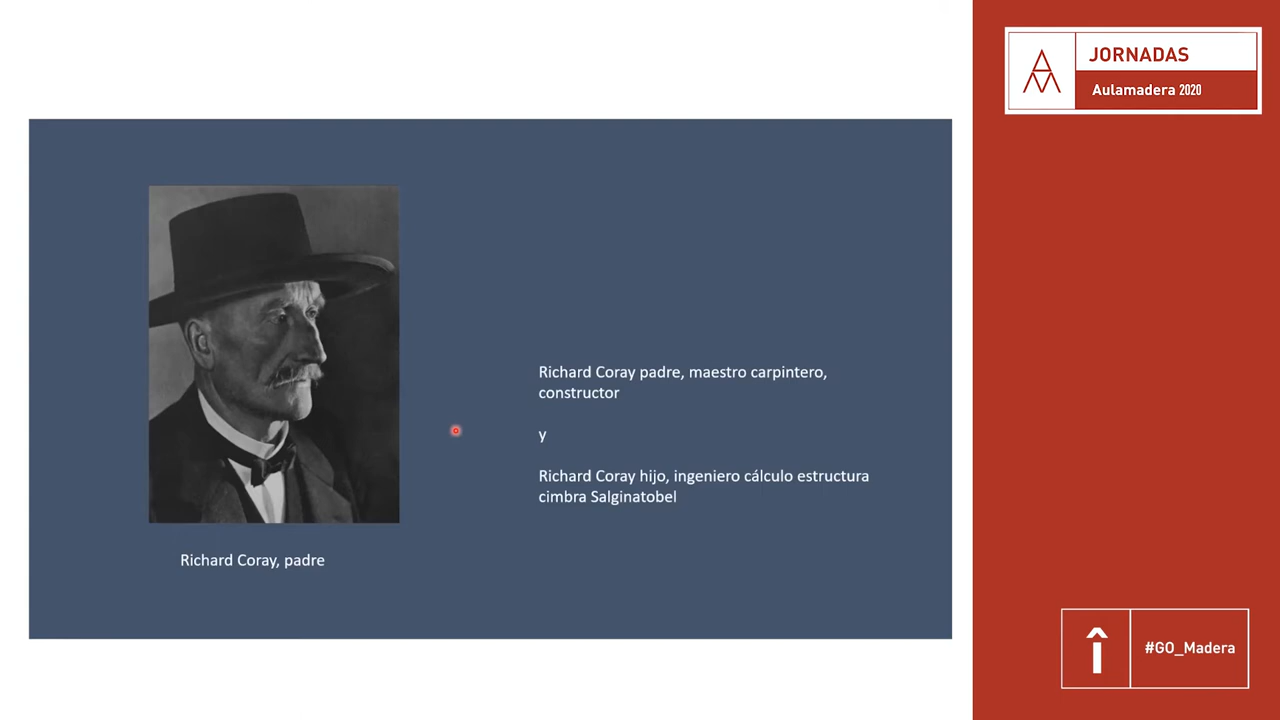 JORNADAS
Aulamadera 2020
Richard Coray padre, maestro carpintero,
constructor
y
Richard Coray hijo, ingeniero cálculo estructura
cimbra Salginatobel
Richard Coray, padre
#GO_Madera